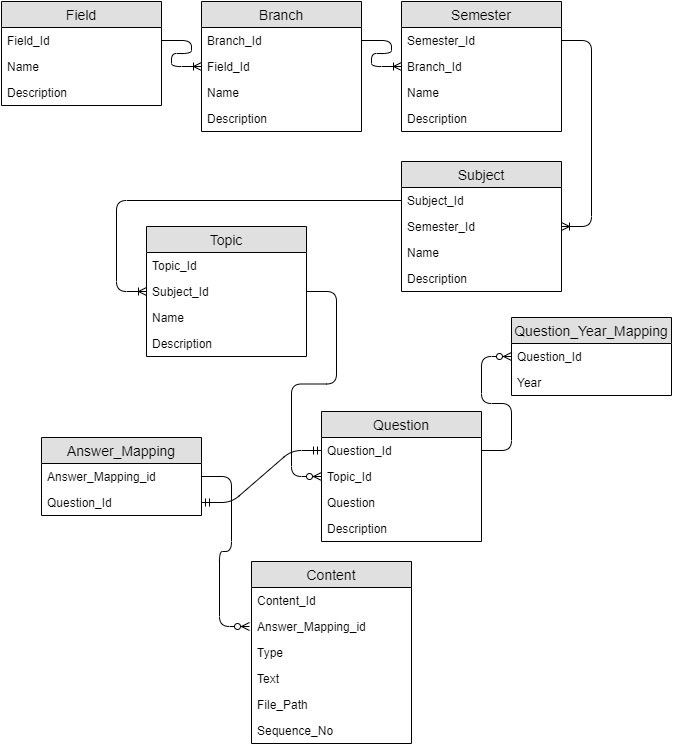 Field
Field_Id
Name
Description
Branch
Branch_Id
Field_Id
Name
Description
Semester
Semester_Id
Branch_Id
Name
Description
Subject
Subject_Id
Semester_Id
Name
Description
Topic
Topic_Id
Subject_Id
Name
Description
Question_Year_Mapping
Question_Id
Year
Question
Question_Id
Topic_Id
Question
Description
Answer_Mapping
Answer_Mapping_id
Question_Id
Content
Content_Id
Answer_Mapping_id
Type
Text
File_Path
Sequence_No